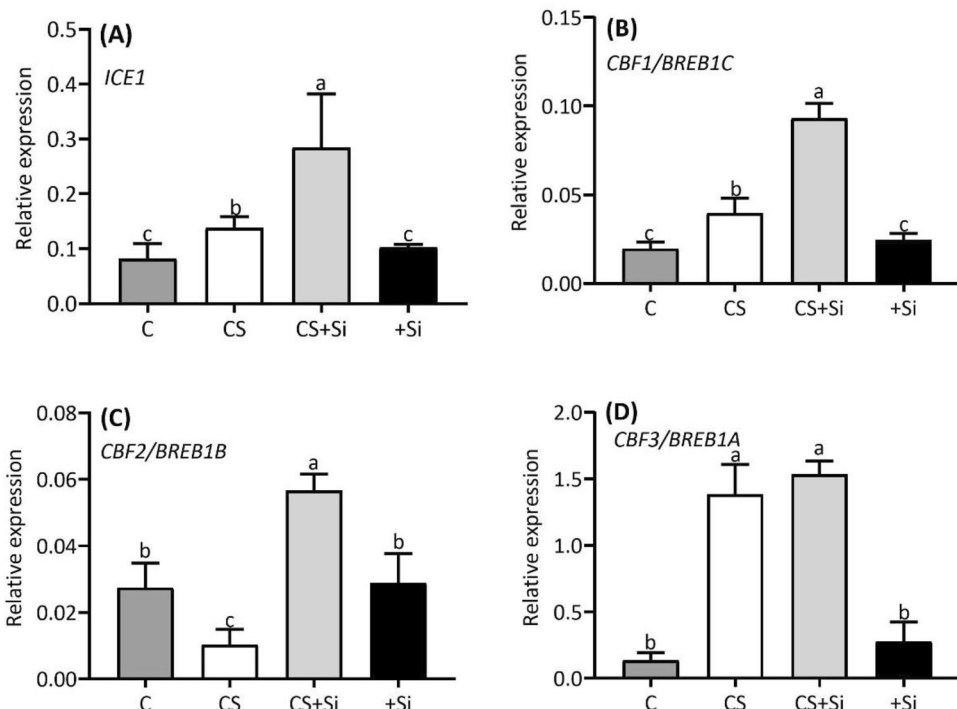 (A)
ICE1
Relative expression
0.5
0.4
0.3
0.2
0.1
0.0
c
b
a
c
C CS CS+Si +Si
(B)
CBF1/BREB1C
Relative expression
0.15
0.10
0.05
0.00
c
b
a
c
C CS CS+Si +Si
(C)
CBF2/BREB1B
Relative expression
0.08
0.06
0.04
0.02
0.00
b
c
a
b
C CS CS+Si +Si
(D)
CBF3/BREB1A
Relative expression
2.0
1.5
1.0
0.5
0.0
b
a
a
b
C CS CS+Si +Si